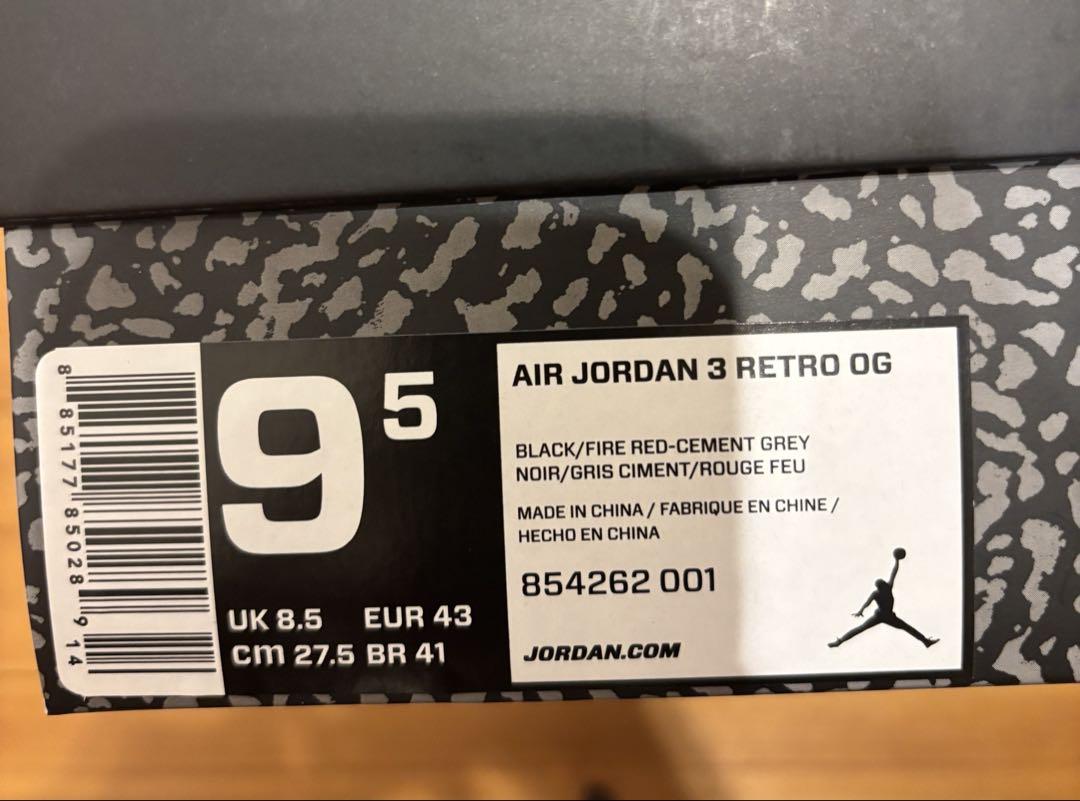 8 85177 85028 9 14
9 5
UK 8.5 EUR 43
cm 27.5 BR 41
AIR JORDAN 3 RETRO OG
BLACK/FIRE RED-CEMENT GREY
NOIR/GRIS CIMENT/ROUGE FEU
MADE IN CHINA / FABRIQUE EN CHINE /
HECHO EN CHINA
854262 001
JORDAN.COM